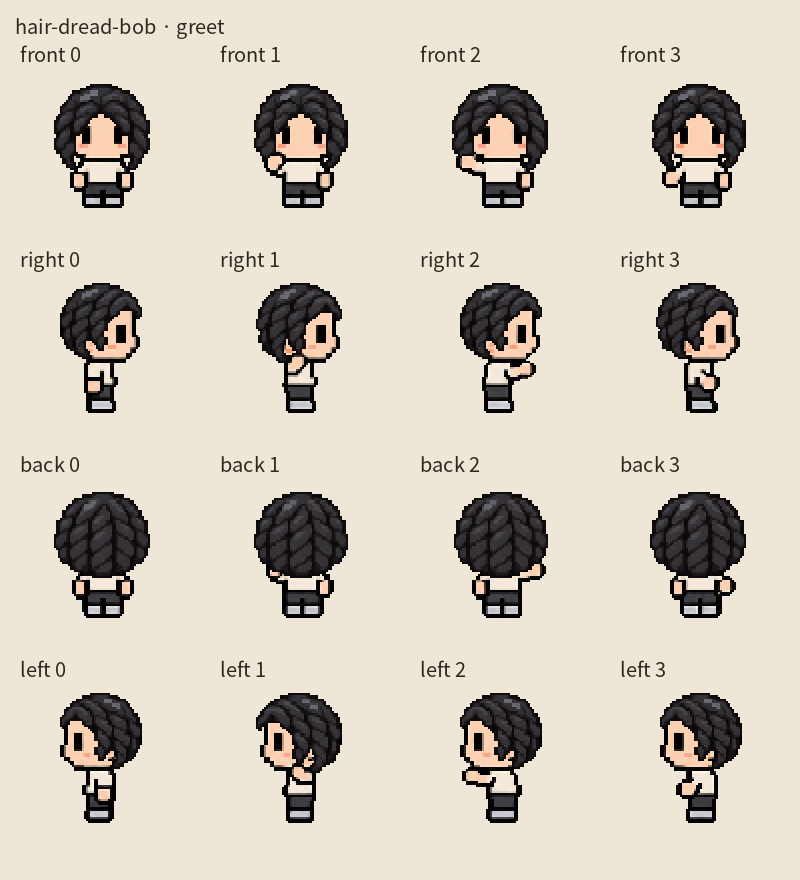 hair-dread-bob · greet
front 0 front 1 front 2 front 3
right 0 right 1 right 2 right 3
back 0 back 1 back 2 back 3
left 0 left 1 left 2 left 3